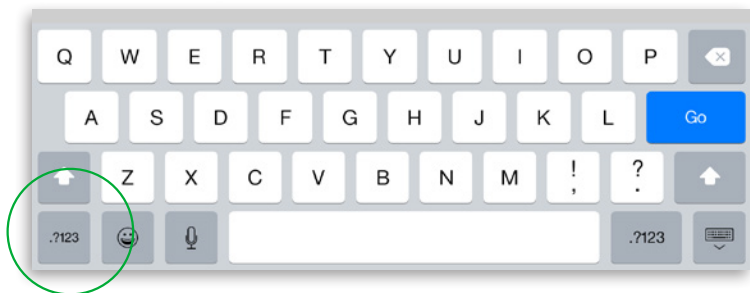 Q W E R T Y U I O P
A S D F G H J K L Go
Z X C V B N M ! , ? .
.?123 .?123